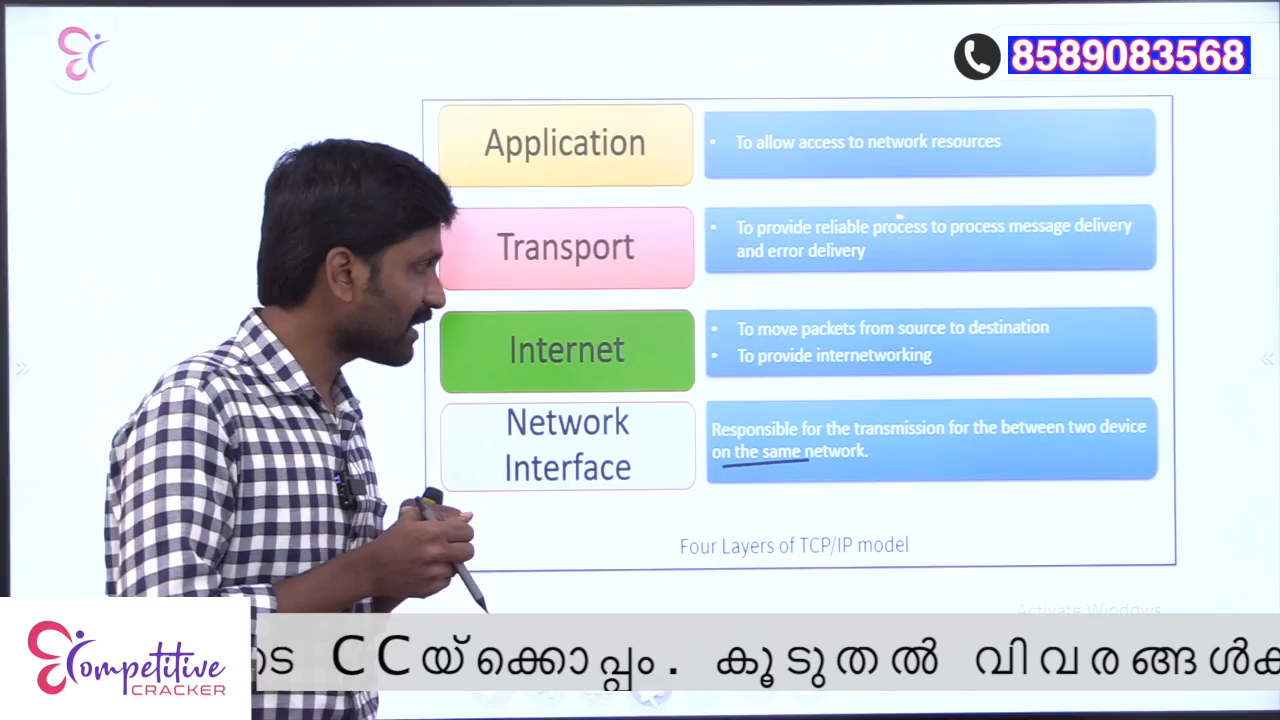 8589083568
Application
• To allow access to network resources
Transport
• To provide reliable process to process message delivery
and error delivery
Internet
• To move packets from source to destination
• To provide internetworking
Network
Interface
Responsible for the transmission for the between two device
on the same network.
Four Layers of TCP/IP model
Activate Windows
Competitive
CRACKER
ടെ CCയ്ക്കൊപ്പം. കൂടുതൽ വിവരങ്ങൾക